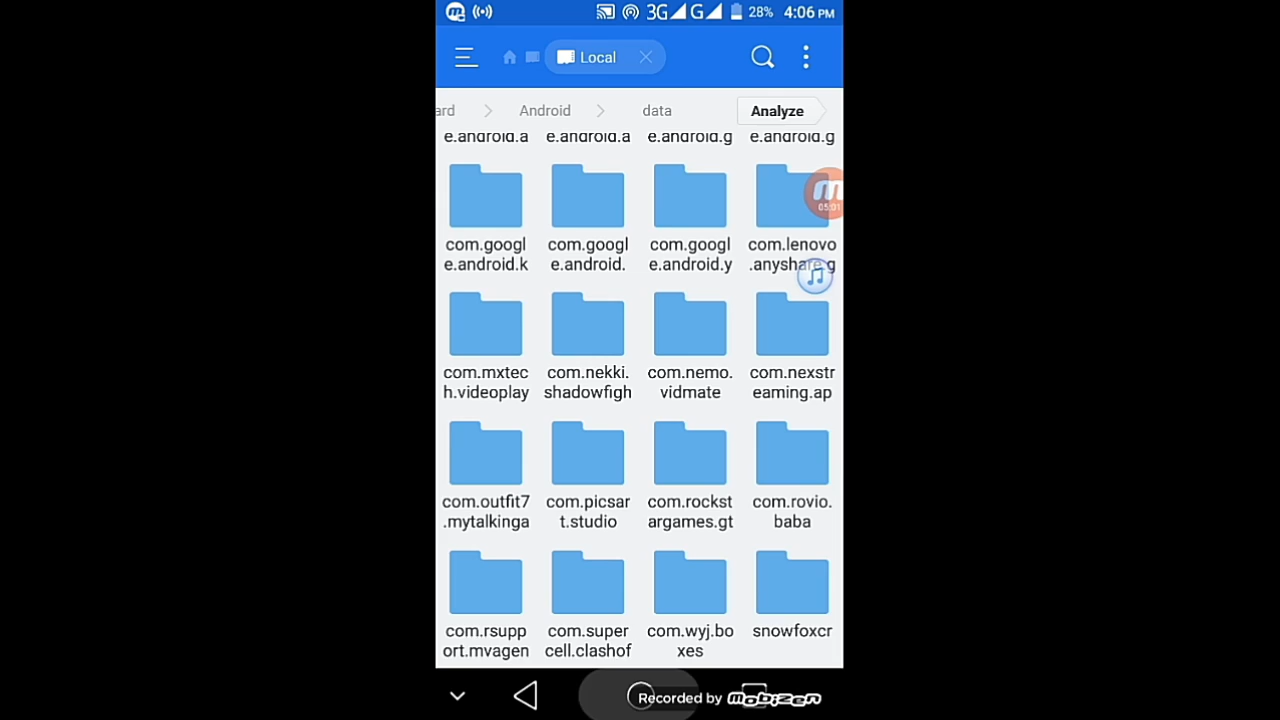 3G G 28% 4:06 PM
Local
ard Android data Analyze
e.android.a e.android.a e.android.g e.android.g
05:01
com.googl com.googl com.googl com.lenovo
e.android.k e.android. e.android.y .anyshare.g
com.mxtec com.nekki. com.nemo. com.nexstr
h.videoplay shadowfigh vidmate eaming.ap
com.outfit7 com.picsar com.rockst com.rovio.
.mytalkinga t.studio argames.gt baba
com.rsupp com.super com.wyj.bo snowfoxcr
ort.mvagen cell.clashof xes
Recorded by mobizen